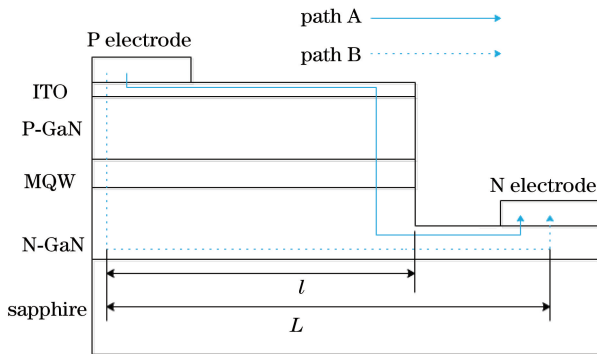 path A
path B
P electrode
ITO
P-GaN
MQW
N electrode
N-GaN
l
sapphire
L